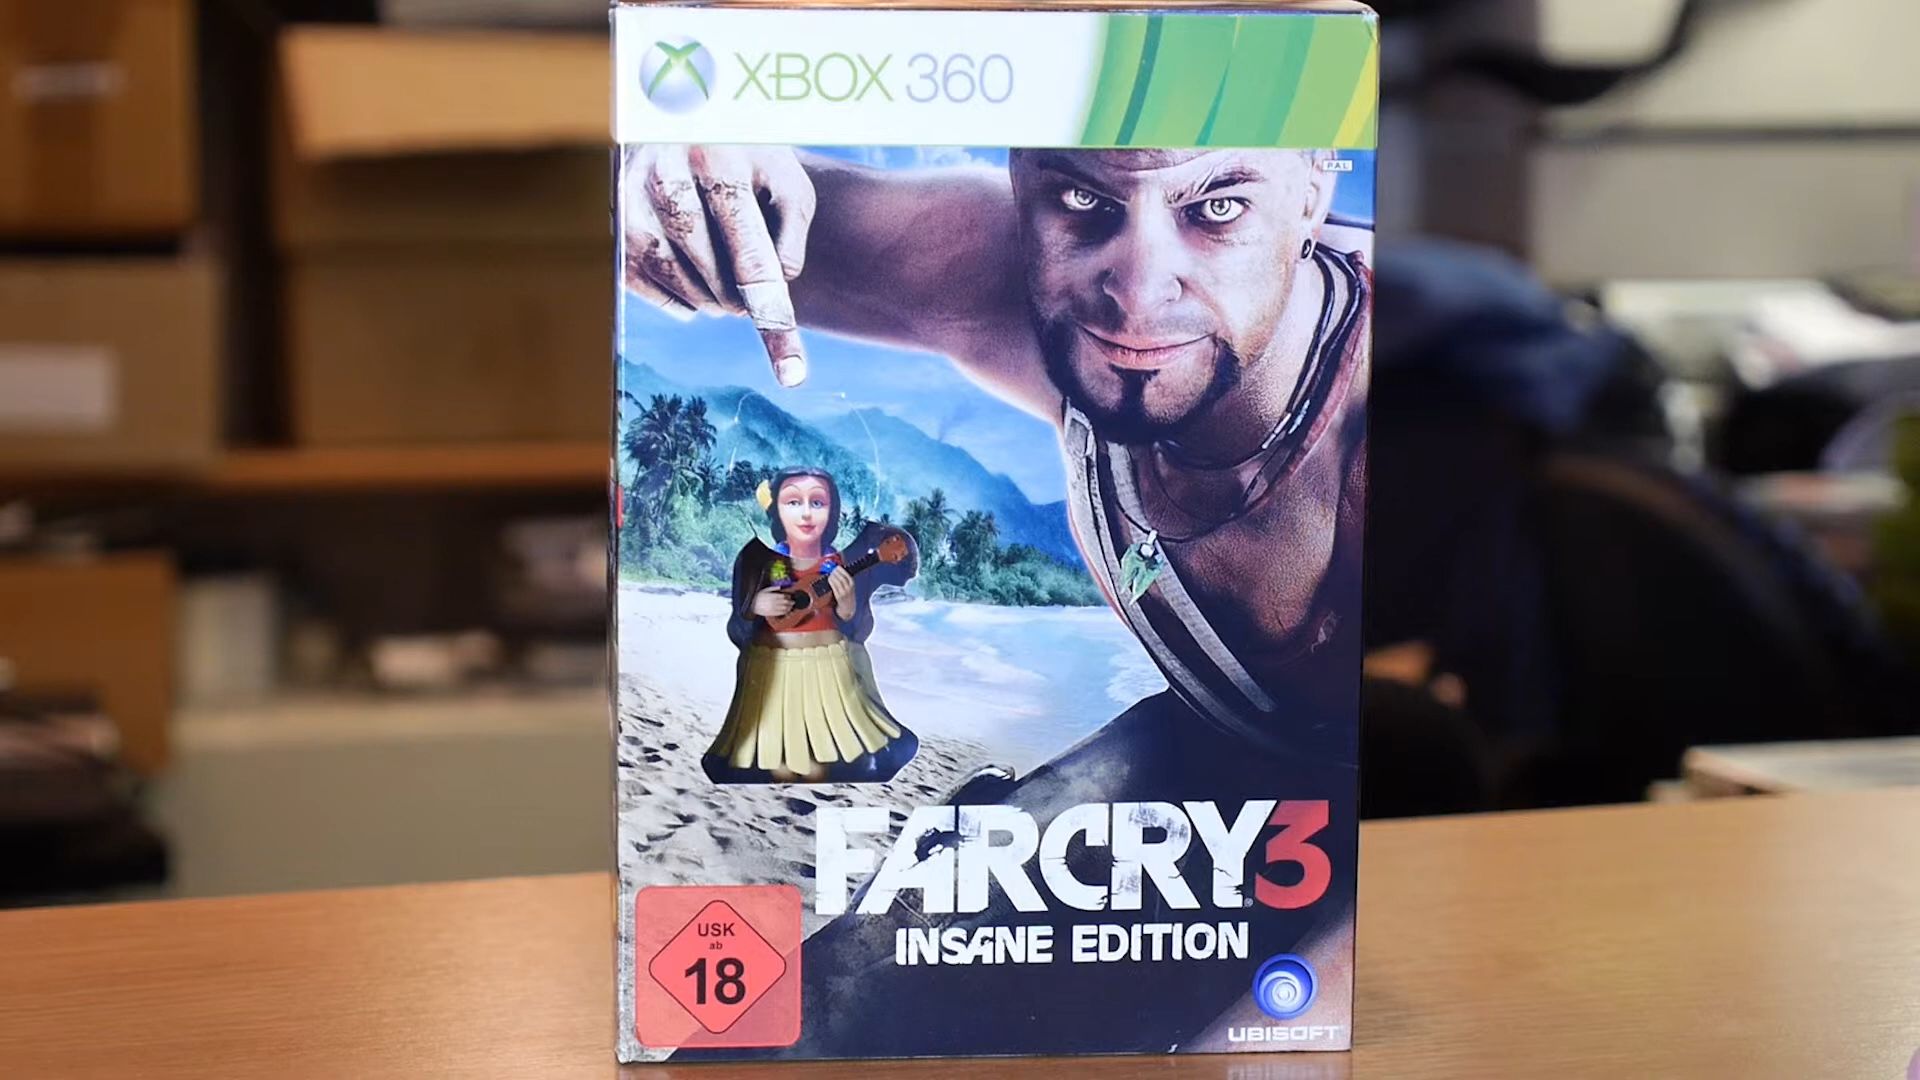 XBOX 360
PAL
FARCRY3
INSANE EDITION
USK
ab
18
UBISOFT